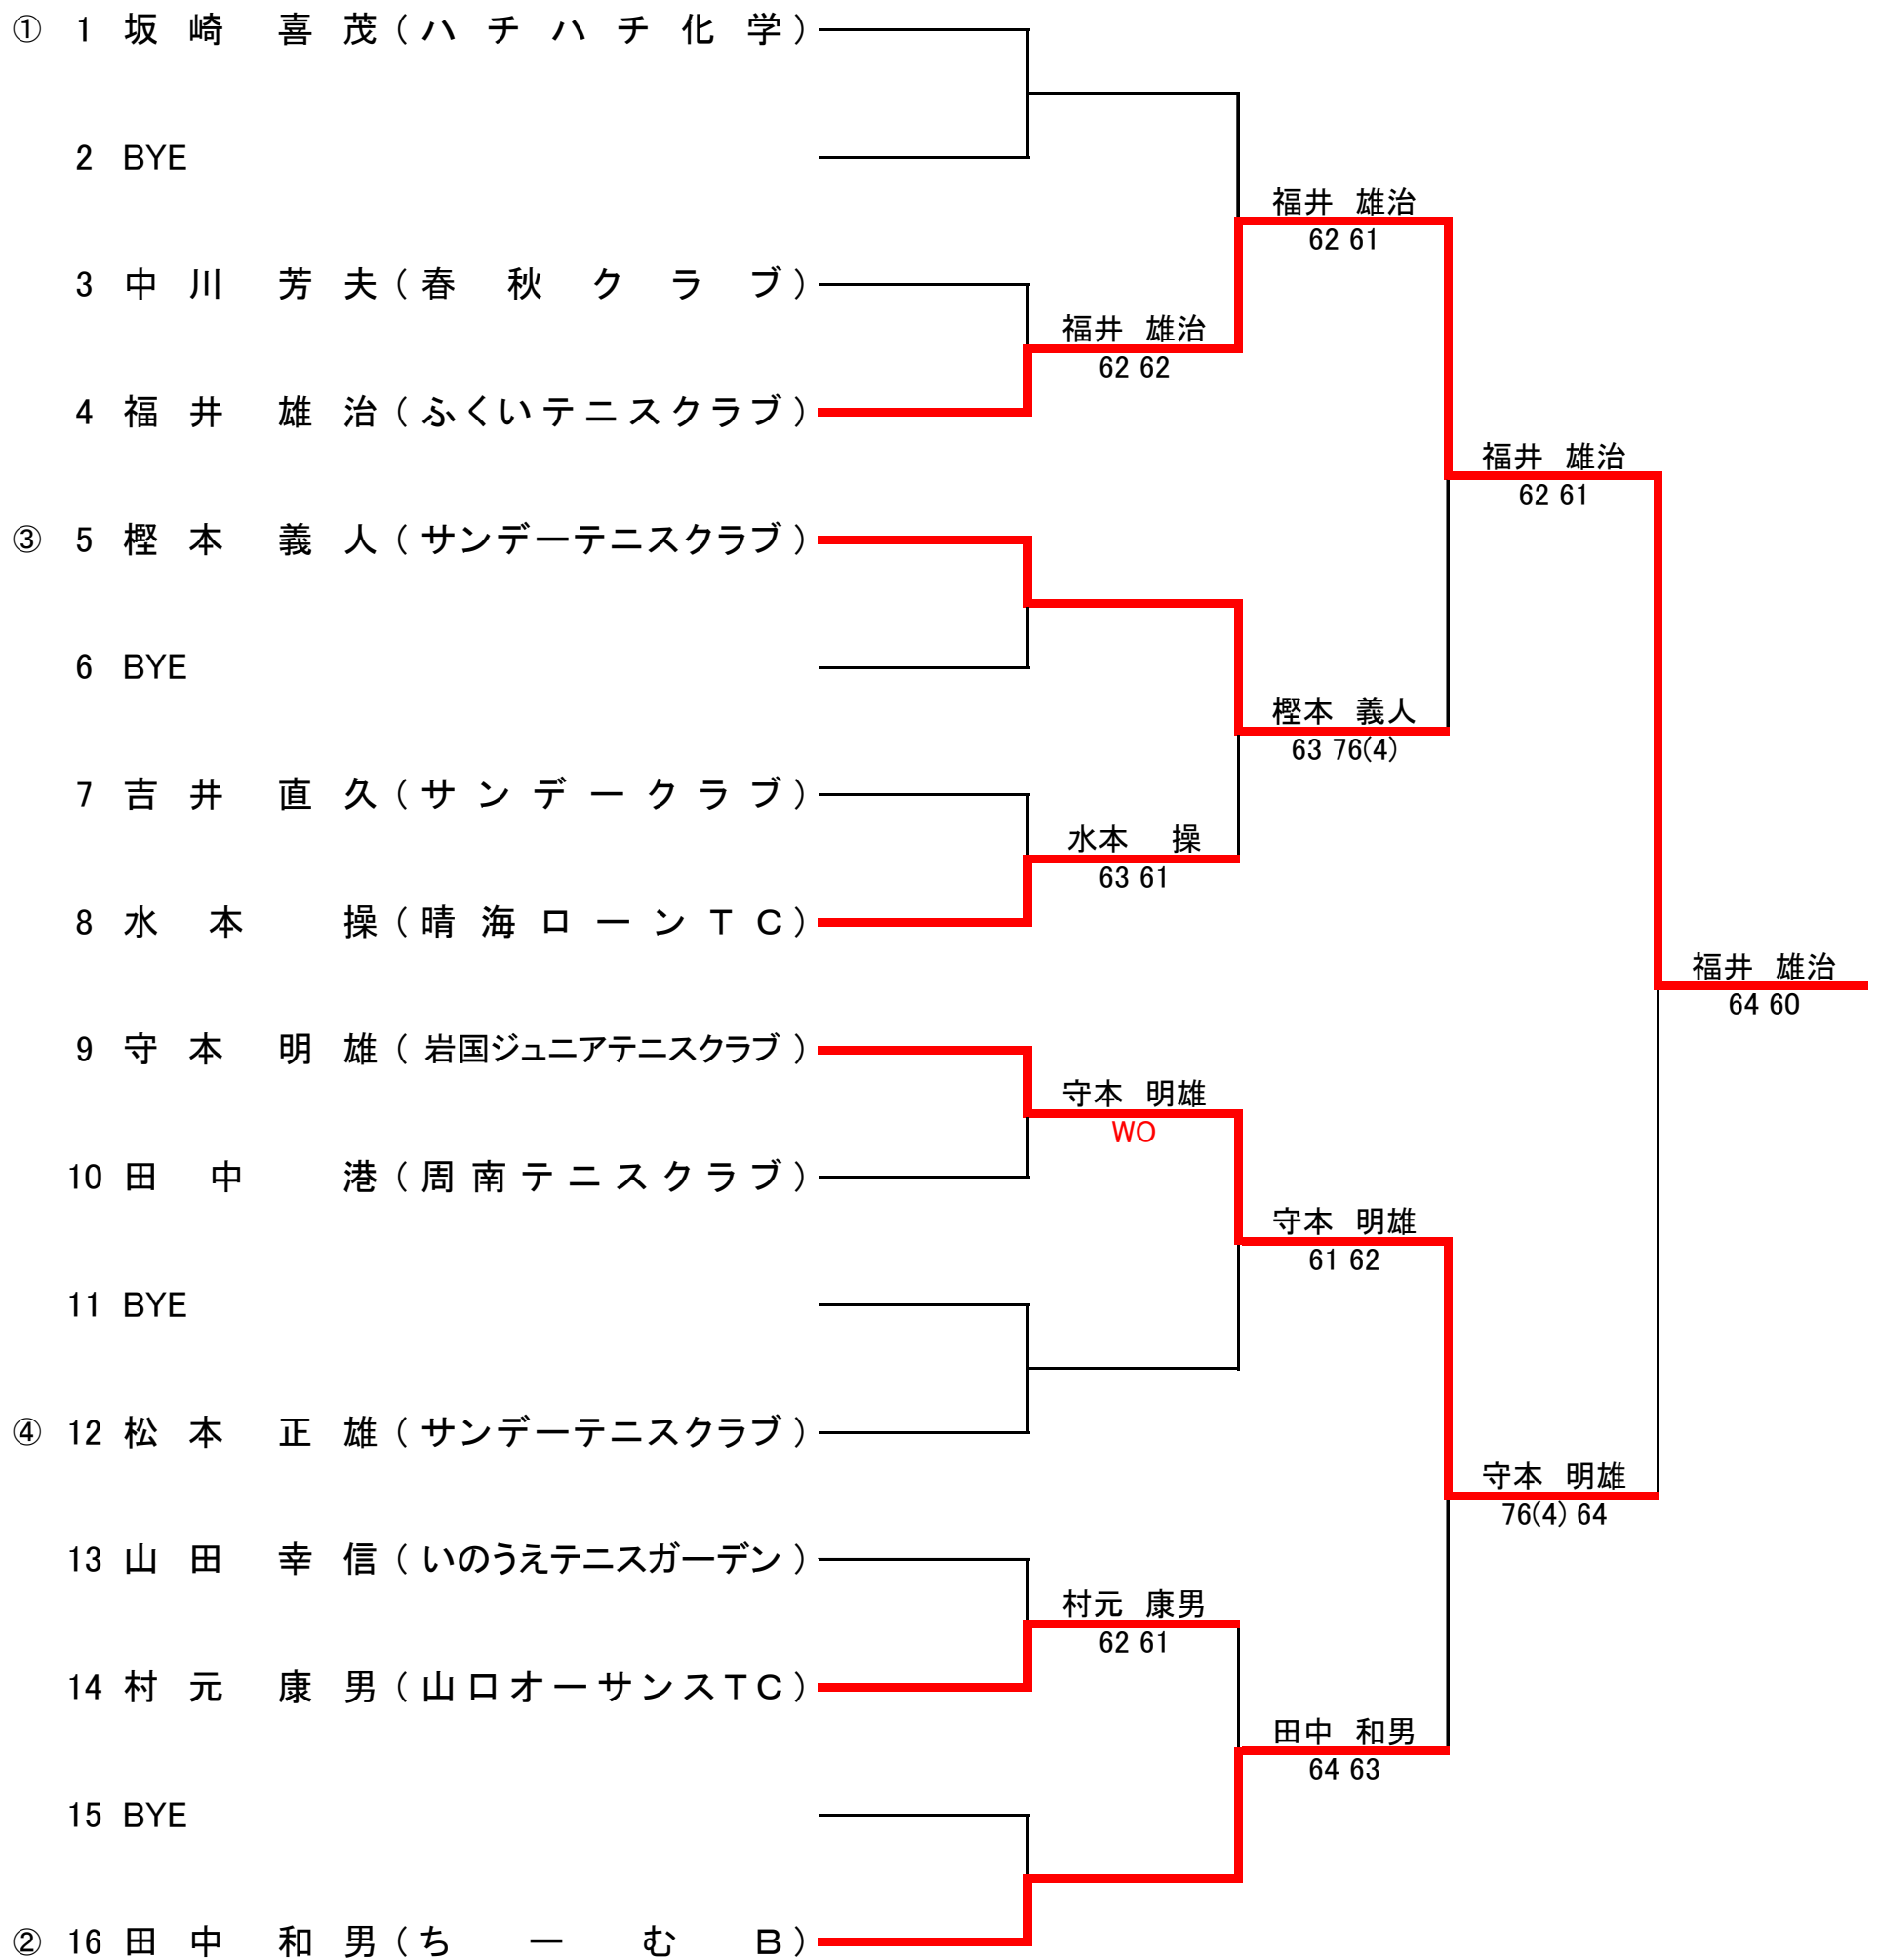 ① 1 坂崎 喜茂(ハチハチ化学)
2 BYE
福井 雄治
62 61
3 中川 芳夫(春秋クラブ)
福井 雄治
62 62
4 福井 雄治(ふくいテニスクラブ)
福井 雄治
62 61
③ 5 樫本 義人(サンデーテニスクラブ)
6 BYE
樫本 義人
63 76(4)
7 吉井 直久(サンデークラブ)
水本 操
63 61
8 水本 操(晴海ローンTC)
福井 雄治
64 60
9 守本 明雄(岩国ジュニアテニスクラブ)
守本 明雄
WO
10 田中 港(周南テニスクラブ)
守本 明雄
61 62
11 BYE
④ 12 松本 正雄(サンデーテニスクラブ)
守本 明雄
76(4) 64
13 山田 幸信(いのうえテニスガーデン)
村元 康男
62 61
14 村元 康男(山口オーサンスTC)
田中 和男
64 63
15 BYE
② 16 田中 和男(ちーむB)